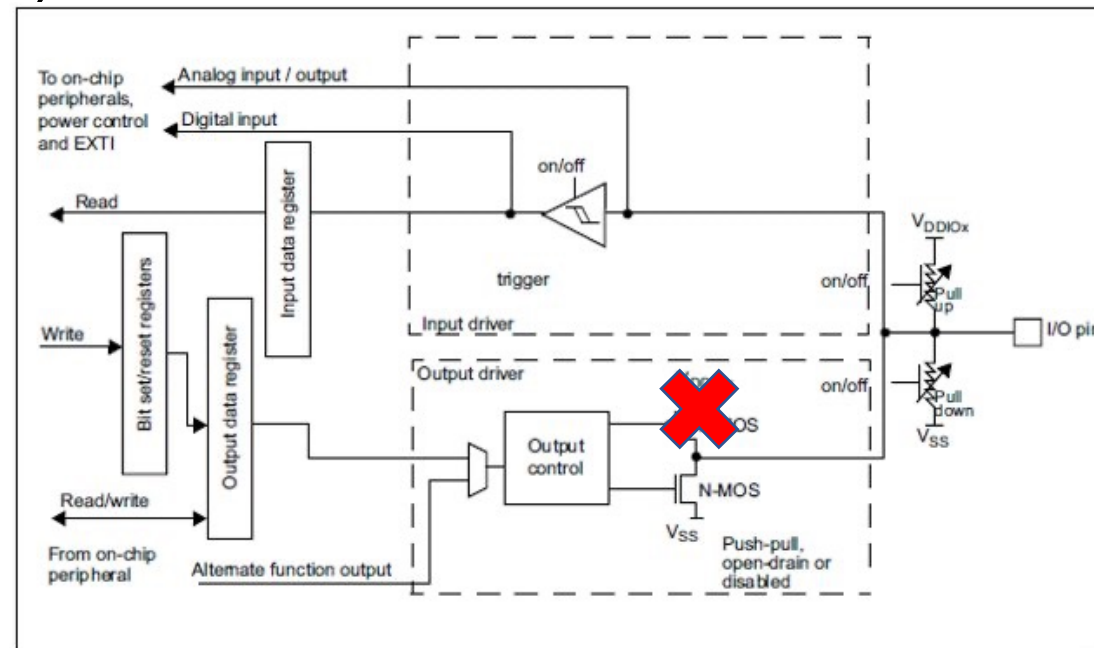 To on-chip
peripherals,
power control
and EXTI
Analog input / output
Digital input
on/off
Read
Input data register
trigger
Input driver
VDDIOx
on/off
Pull
up
I/O pin
Write
Bit set/reset registers
Output data register
Output driver
on/off
Pull
down
VSS
Output
control
N-MOS
VSS
Push-pull,
open-drain or
disabled
Read/write
From on-chip
peripheral
Alternate function output